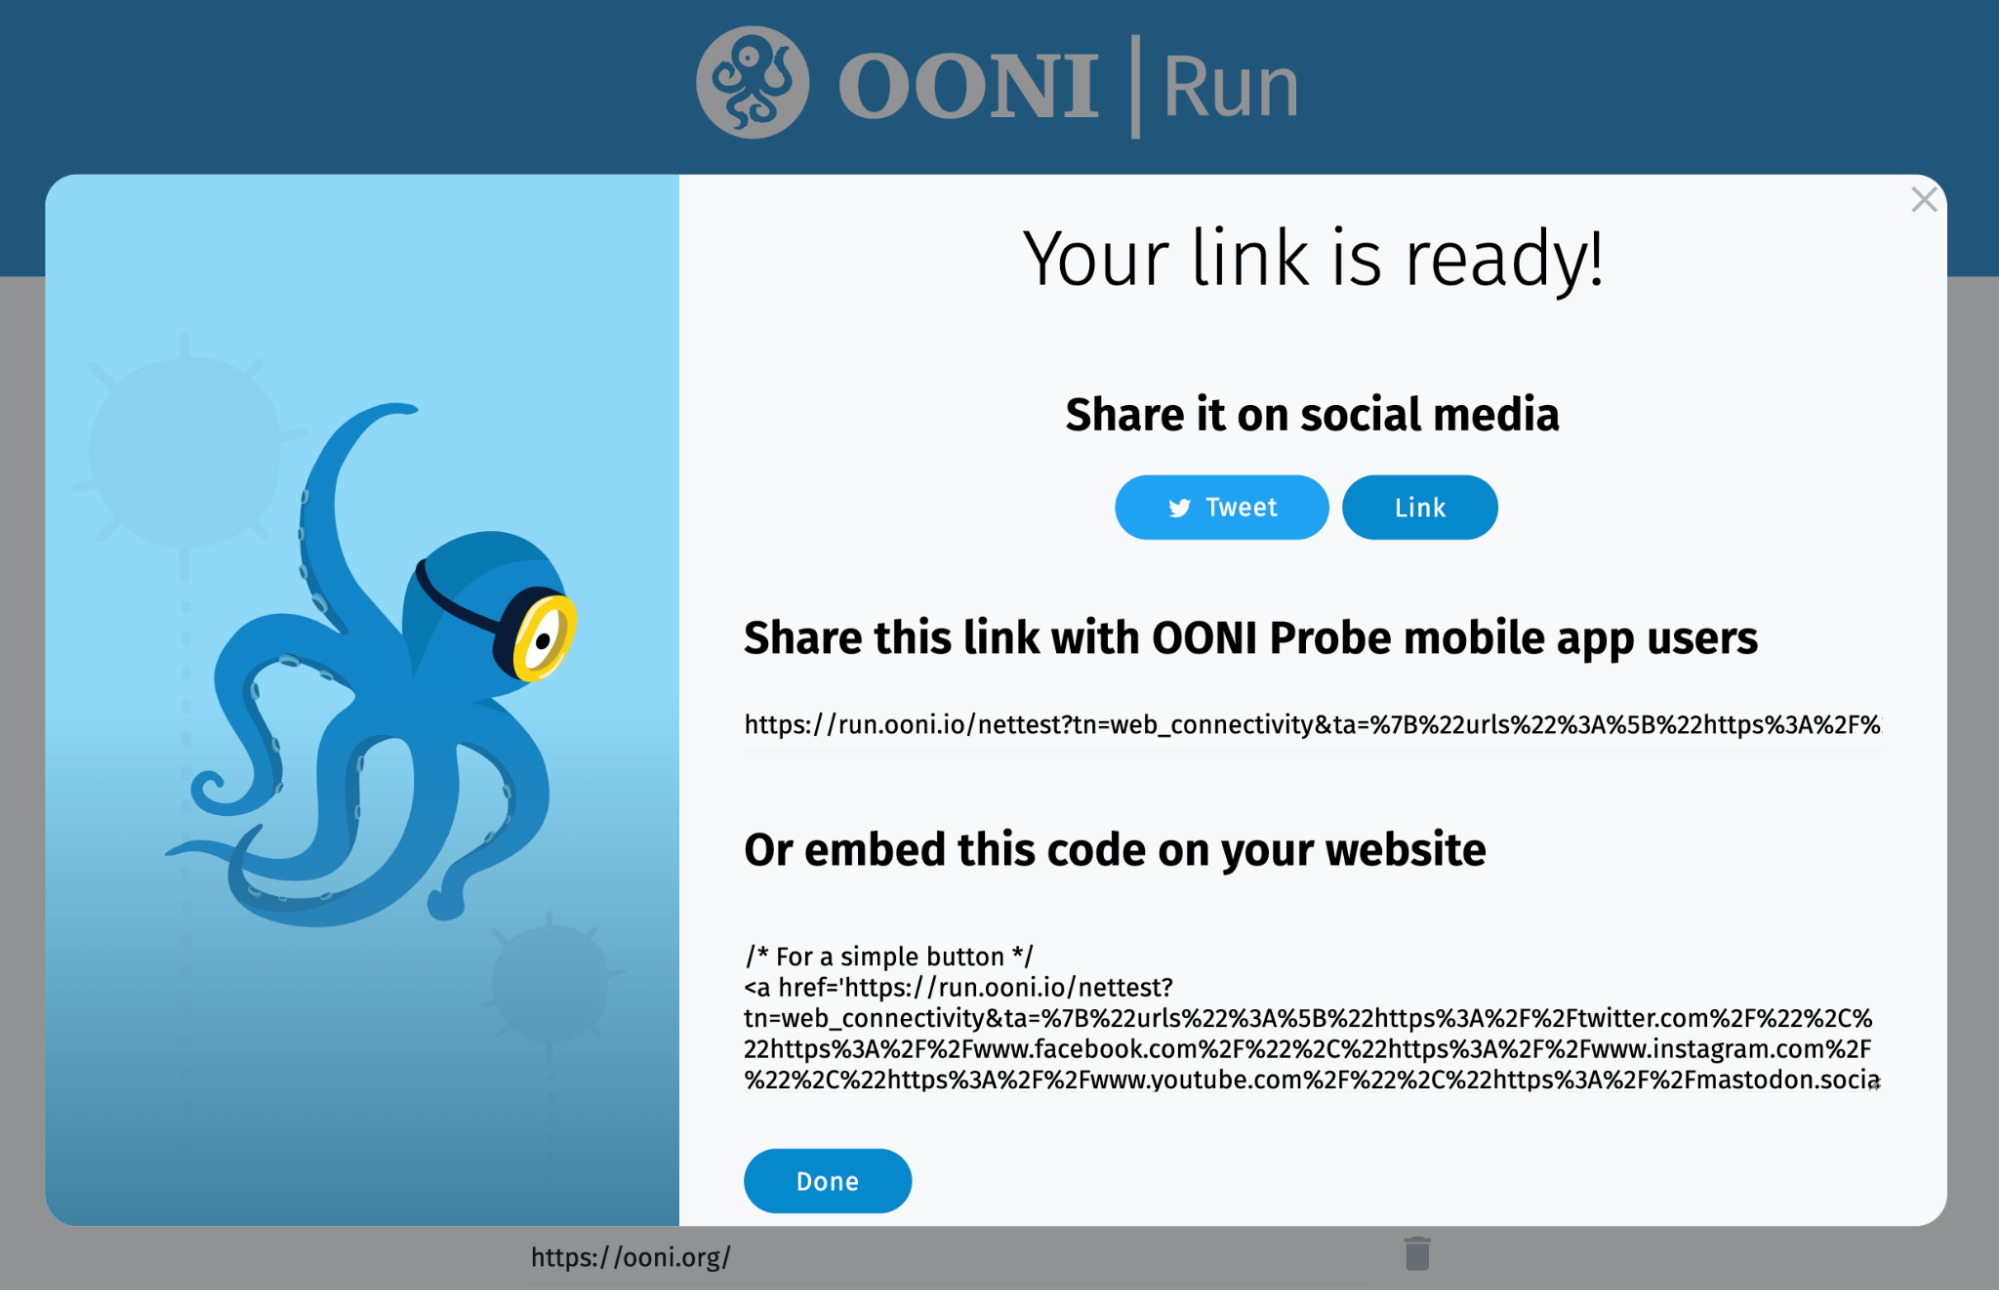 OONI | Run
Your link is ready!
Share it on social media
Tweet
Link
Share this link with OONI Probe mobile app users
https://run.ooni.io/nettest?tn=web_connectivity&ta=%7B%22urls%22%3A%5B%22https%3A%2F%
Or embed this code on your website
/* For a simple button */
<a href='https://run.ooni.io/nettest?
tn=web_connectivity&ta=%7B%22urls%22%3A%5B%22https%3A%2F%2Ftwitter.com%2F%22%2C%
22https%3A%2F%2Fwww.facebook.com%2F%22%2C%22https%3A%2F%2Fwww.instagram.com%2F
%22%2C%22https%3A%2F%2Fwww.youtube.com%2F%22%2C%22https%3A%2F%2Fmastodon.socia
Done
https://ooni.org/